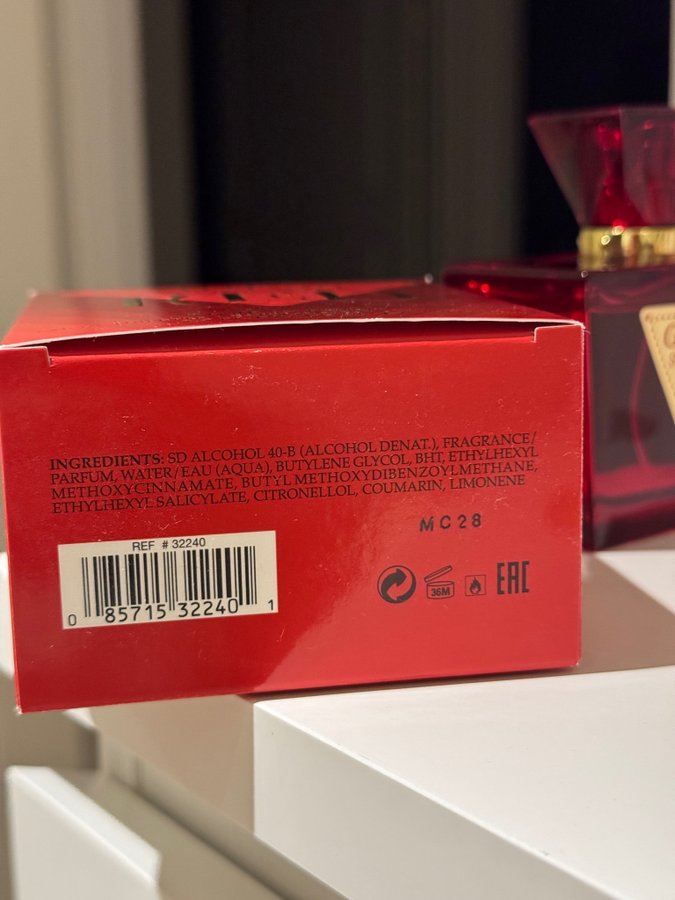 INGREDIENTS: SD ALCOHOL 40-B (ALCOHOL DENAT.), FRAGRANCE/
PARFUM, WATER/EAU (AQUA), BUTYLENE GLYCOL, BHT, ETHYLHEXYL
METHOXYCINNAMATE, BUTYL METHOXYDIBENZOYLMETHANE,
ETHYLHEXYL SALICYLATE, CITRONELLOL, COUMARIN, LIMONENE
MC28
REF # 32240
0 85715 32240 1
36M
EAC